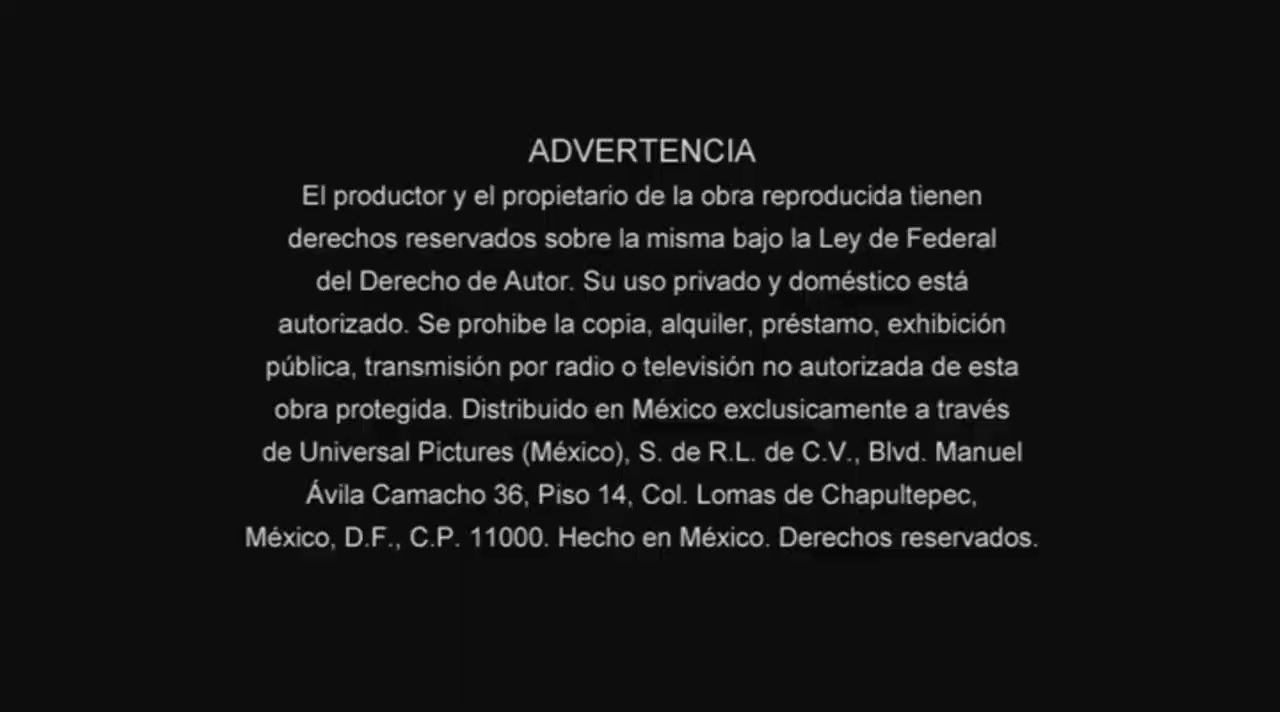 ADVERTENCIA
El productor y el propietario de la obra reproducida tienen
derechos reservados sobre la misma bajo la Ley de Federal
del Derecho de Autor. Su uso privado y doméstico está
autorizado. Se prohibe la copia, alquiler, préstamo, exhibición
pública, transmisión por radio o televisión no autorizada de esta
obra protegida. Distribuido en México exclusicamente a través
de Universal Pictures (México), S. de R.L. de C.V., Blvd. Manuel
Ávila Camacho 36, Piso 14, Col. Lomas de Chapultepec,
México, D.F., C.P. 11000. Hecho en México. Derechos reservados.